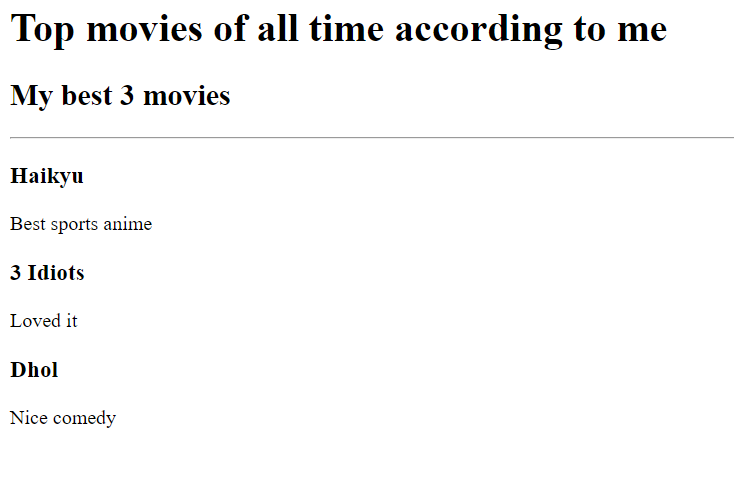 Top movies of all time according to me
My best 3 movies
Haikyu
Best sports anime
3 Idiots
Loved it
Dhol
Nice comedy